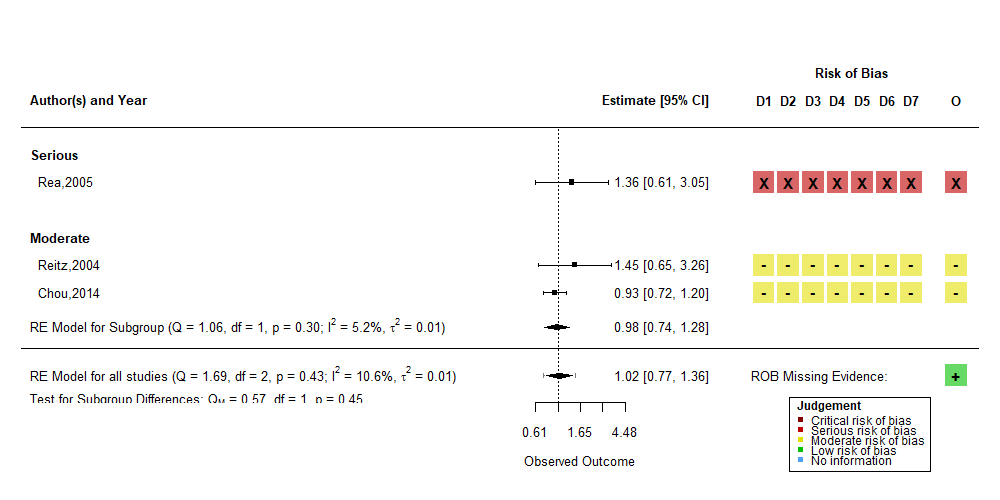 Risk of Bias
Author(s) and Year Estimate [95% CI] D1 D2 D3 D4 D5 D6 D7 O
Serious
Rea,2005 1.36 [0.61, 3.05] X X X X X X X X
Moderate
Reitz,2004 1.45 [0.65, 3.26] - - - - - - - -
Chou,2014 0.93 [0.72, 1.20] - - - - - - - -
RE Model for Subgroup (Q = 1.06, df = 1, p = 0.30; I² = 5.2%, τ² = 0.01) 0.98 [0.74, 1.28]
RE Model for all studies (Q = 1.69, df = 2, p = 0.43; I² = 10.6%, τ² = 0.01) 1.02 [0.77, 1.36] ROB Missing Evidence: +
Test for Subgroup Differences: Q_M = 0.57, df = 1, p = 0.45
0.61 1.65 4.48
Observed Outcome
Judgement
Critical risk of bias
Serious risk of bias
Moderate risk of bias
Low risk of bias
No information